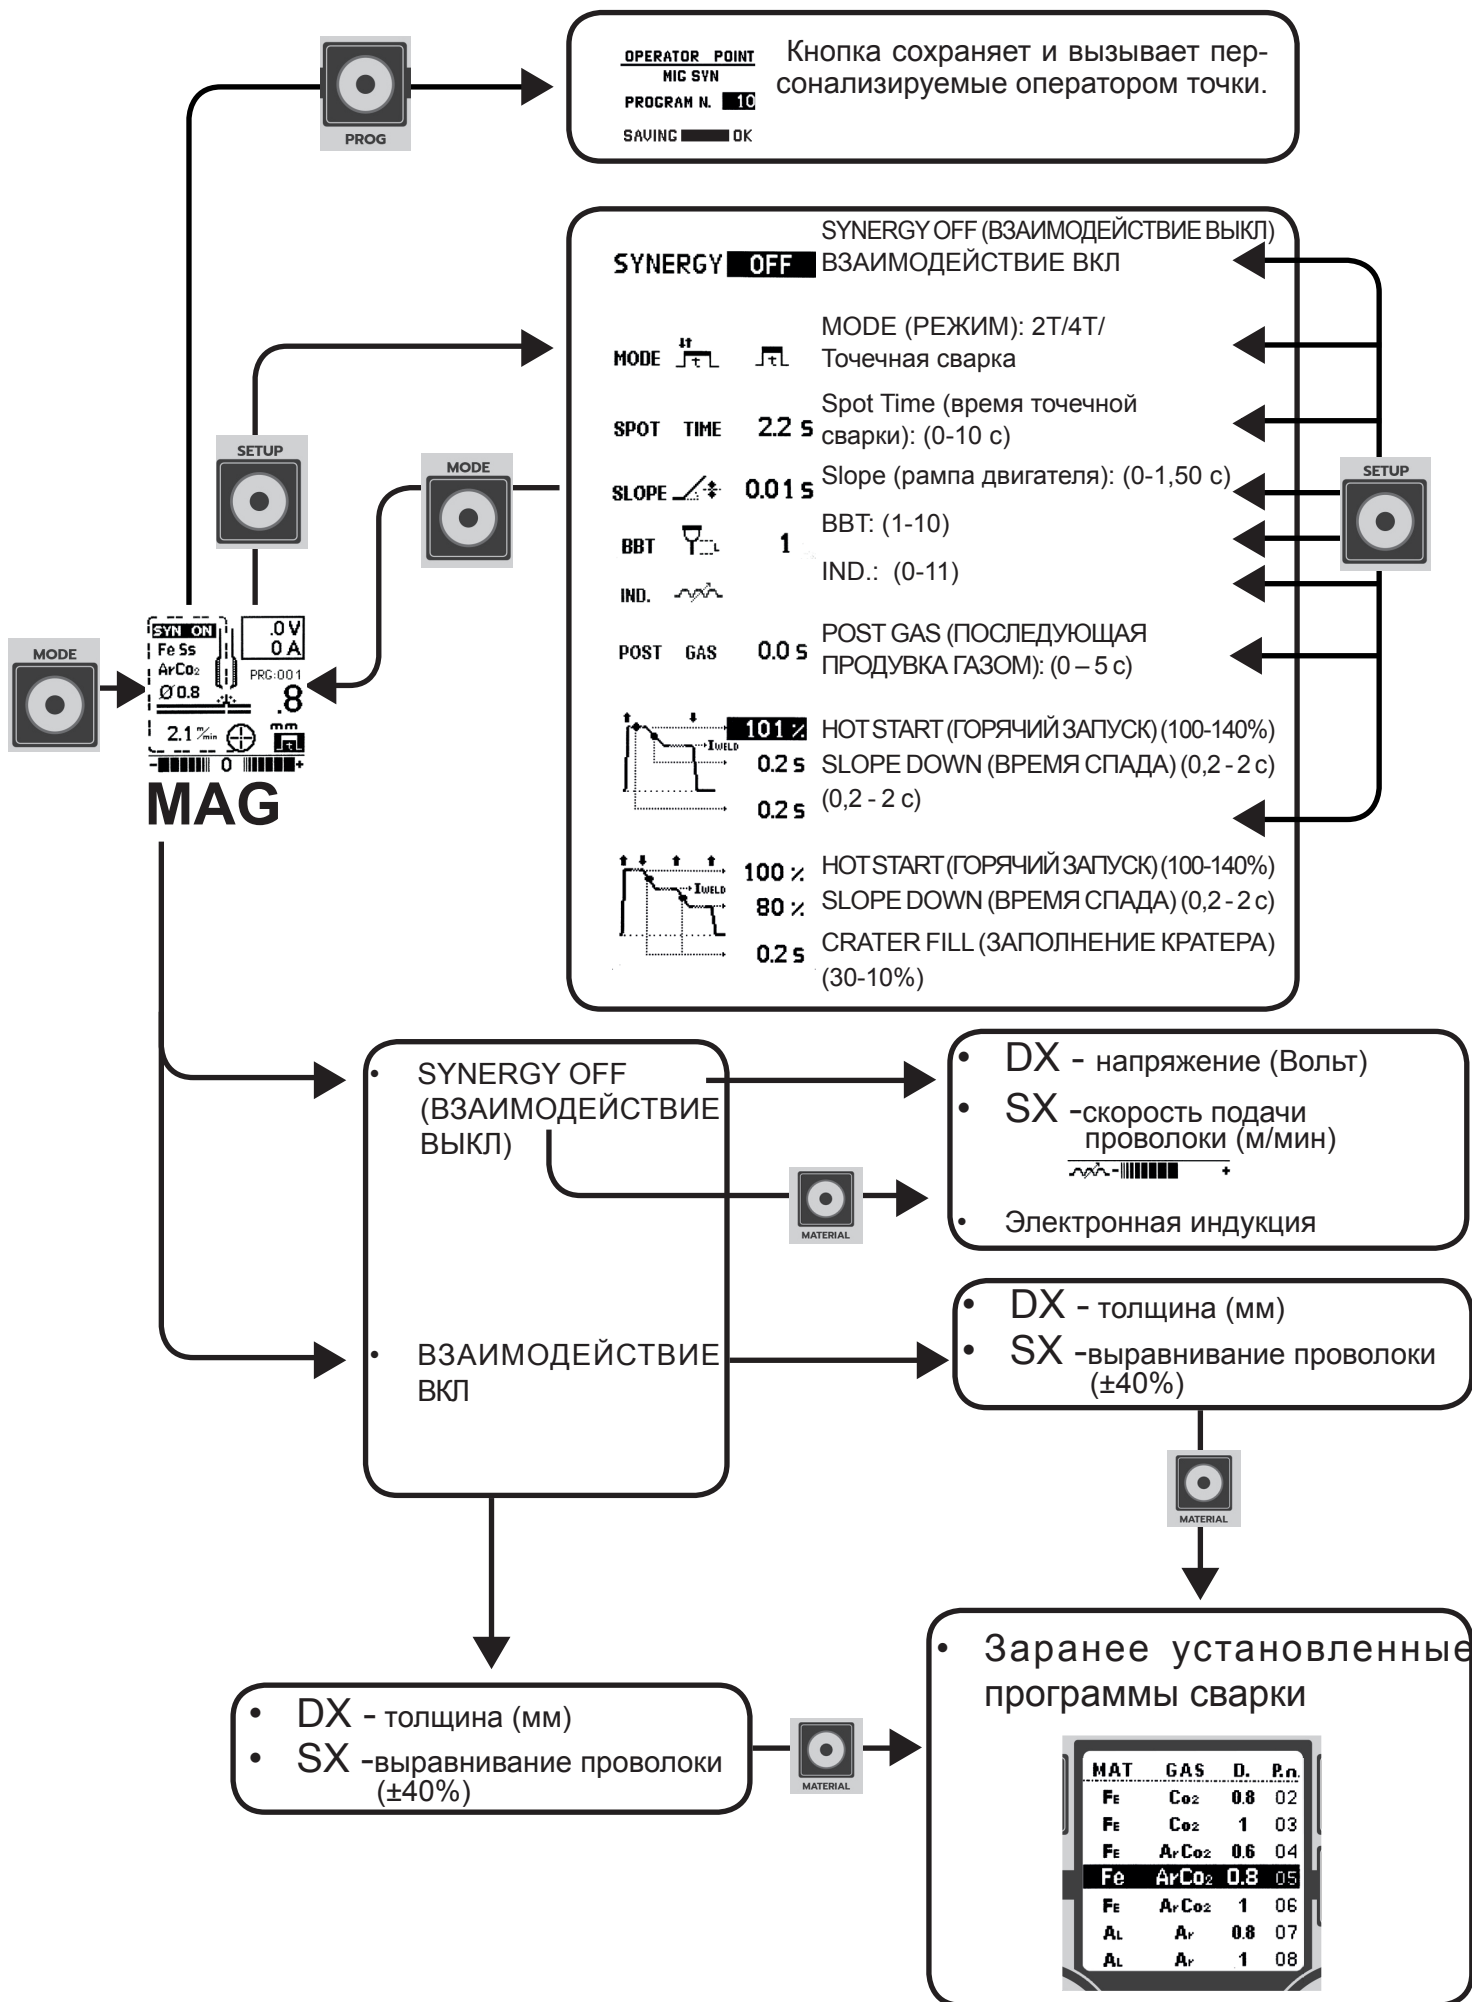 PROG
OPERATOR POINT
MIG SYN
PROGRAM N. 10
SAVING OK
Кнопка сохраняет и вызывает пер-
сонализируемые оператором точки.
SYNERGY OFF
SYNERGY OFF (ВЗАИМОДЕЙСТВИЕ ВЫКЛ)
ВЗАИМОДЕЙСТВИЕ ВКЛ
MODE t t
MODE (РЕЖИМ): 2T/4T/
Точечная сварка
SPOT TIME 2.2 s
Spot Time (время точечной
сварки): (0-10 с)
SLOPE 0.01 s
Slope (рампа двигателя): (0-1,50 с)
BBT L 1
BBT: (1-10)
IND.
IND.: (0-11)
POST GAS 0.0 s
POST GAS (ПОСЛЕДУЮЩАЯ
ПРОДУВКА ГАЗОМ): (0 – 5 с)
101 %
IWELD
0.2 s
0.2 s
HOT START (ГОРЯЧИЙ ЗАПУСК) (100-140%)
SLOPE DOWN (ВРЕМЯ СПАДА) (0,2 - 2 с)
(0,2 - 2 с)
100 %
IWELD
80 %
0.2 s
HOT START (ГОРЯЧИЙ ЗАПУСК) (100-140%)
SLOPE DOWN (ВРЕМЯ СПАДА) (0,2 - 2 с)
CRATER FILL (ЗАПОЛНЕНИЕ КРАТЕРА)
(30-10%)
SETUP
MODE
SETUP
MODE
SYN ON
.0 V
0 A
Fe Ss
ArCo2
PRG:001
Ø 0.8
.8
2.1 m/min
mm
t
- 0 +
MAG
• SYNERGY OFF
(ВЗАИМОДЕЙСТВИЕ
ВЫКЛ)
• ВЗАИМОДЕЙСТВИЕ
ВКЛ
MATERIAL
• DX - напряжение (Вольт)
• SX -скорость подачи
проволоки (м/мин)
- +
• Электронная индукция
• DX - толщина (мм)
• SX -выравнивание проволоки
(±40%)
MATERIAL
• DX - толщина (мм)
• SX -выравнивание проволоки
(±40%)
MATERIAL
• Заранее установленные
программы сварки
MAT GAS D. P.n.
FE Co2 0.8 02
FE Co2 1 03
FE ArCo2 0.6 04
Fe ArCo2 0.8 05
FE ArCo2 1 06
AL Ar 0.8 07
AL Ar 1 08